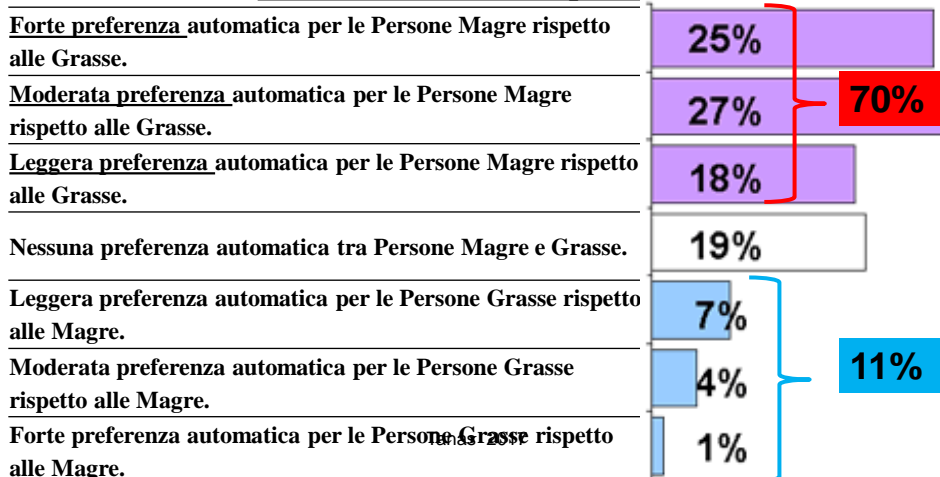 Forte preferenza automatica per le Persone Magre rispetto
alle Grasse.
25%
Moderata preferenza automatica per le Persone Magre
rispetto alle Grasse.
27%
70%
Leggera preferenza automatica per le Persone Magre rispetto
alle Grasse.
18%
Nessuna preferenza automatica tra Persone Magre e Grasse.
19%
Leggera preferenza automatica per le Persone Grasse rispetto
alle Magre.
7%
Moderata preferenza automatica per le Persone Grasse
rispetto alle Magre.
4%
11%
Forte preferenza automatica per le Persone Grasse rispetto
alle Magre.
1%
Tanas 2017